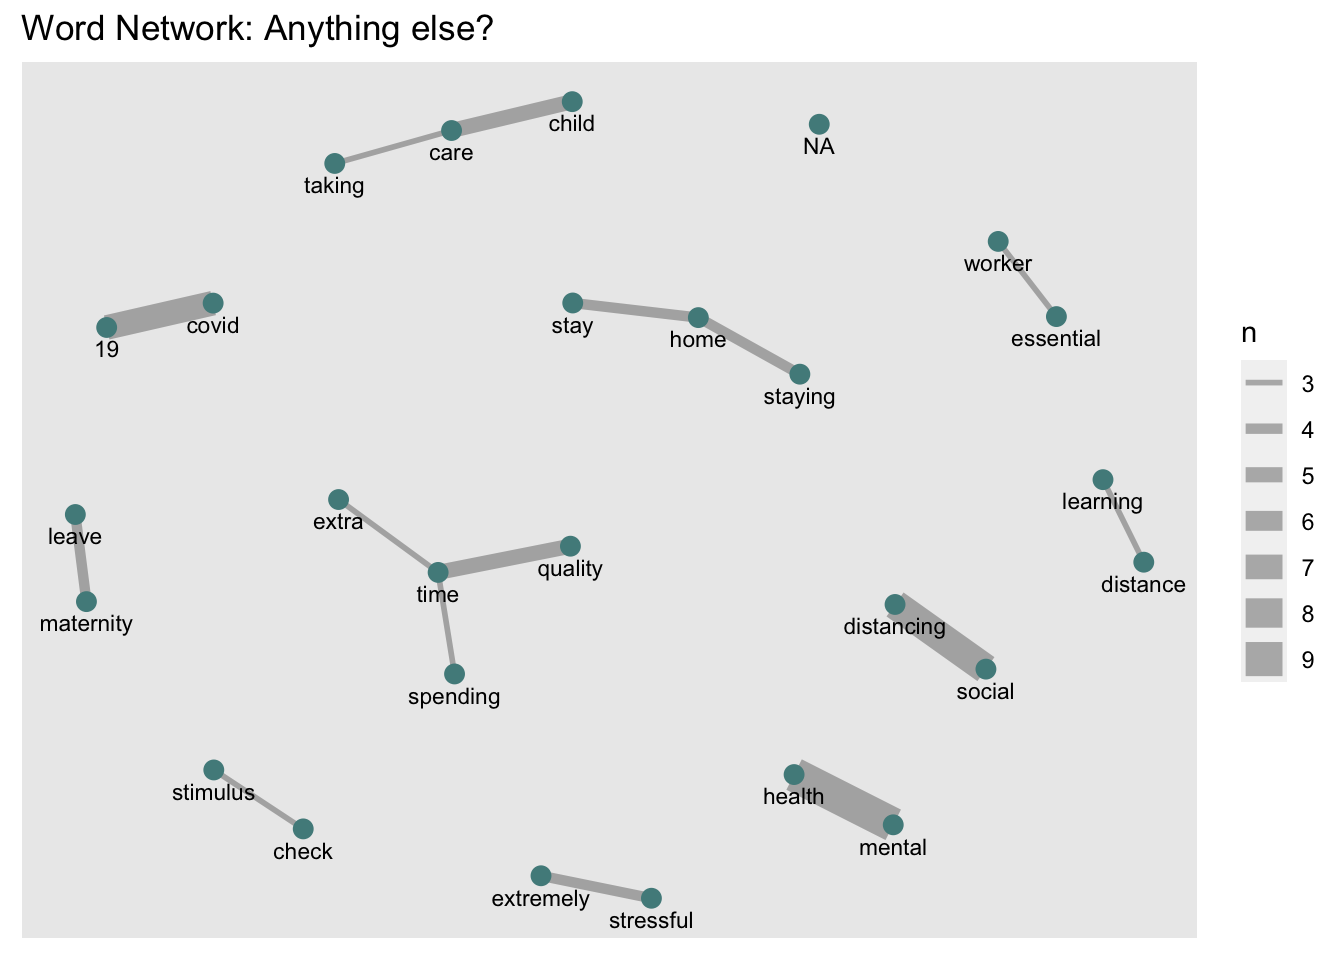 Word Network: Anything else?
child
NA
care
taking
worker
covid
stay
home
essential
19
staying
n
3
4
5
6
7
8
9
learning
extra
leave
quality
distance
time
maternity
distancing
social
spending
stimulus
health
check
mental
extremely
stressful